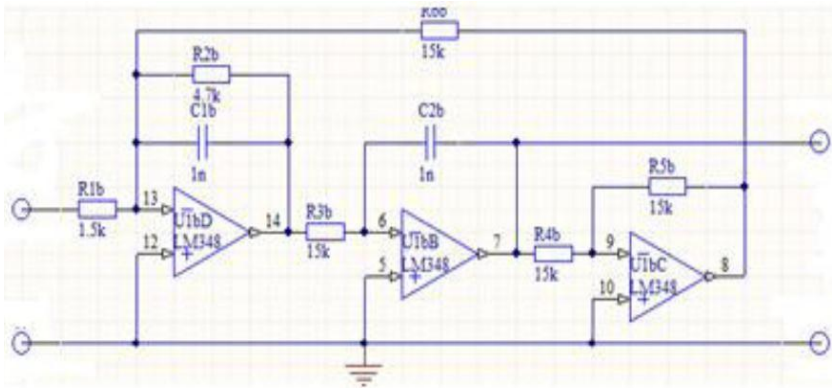 15k
R2b
4.7k
C1b
1n
R1b
1.5k
13
12
U1bD
LM348
14
R3b
15k
C2b
1n
6
5
U1bB
LM348
7
R4b
15k
R5b
15k
9
10
U1bC
LM348
8